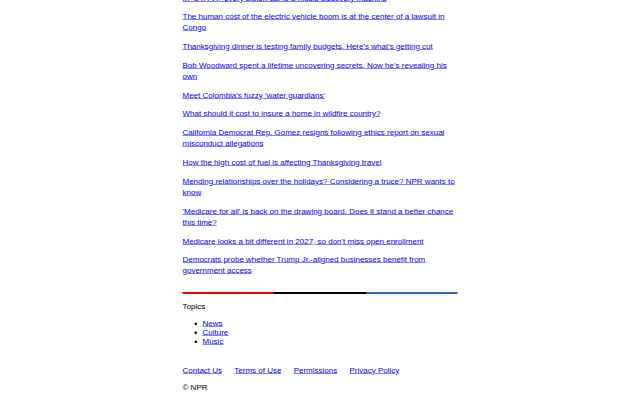 The human cost of the electric vehicle boom is at the center of a lawsuit in
Congo
Thanksgiving dinner is testing family budgets. Here's what's getting cut
Bob Woodward spent a lifetime uncovering secrets. Now he's revealing his
own
Meet Colombia's fuzzy 'water guardians'
What should it cost to insure a home in wildfire country?
California Democrat Rep. Gomez resigns following ethics report on sexual
misconduct allegations
How the high cost of fuel is affecting Thanksgiving travel
Mending relationships over the holidays? Considering a truce? NPR wants to
know
'Medicare for all' is back on the drawing board. Does it stand a better chance
this time?
Medicare looks a bit different in 2027, so don't miss open enrollment
Democrats probe whether Trump Jr.-aligned businesses benefit from
government access
Topics
News
Culture
Music
Contact Us Terms of Use Permissions Privacy Policy
© NPR